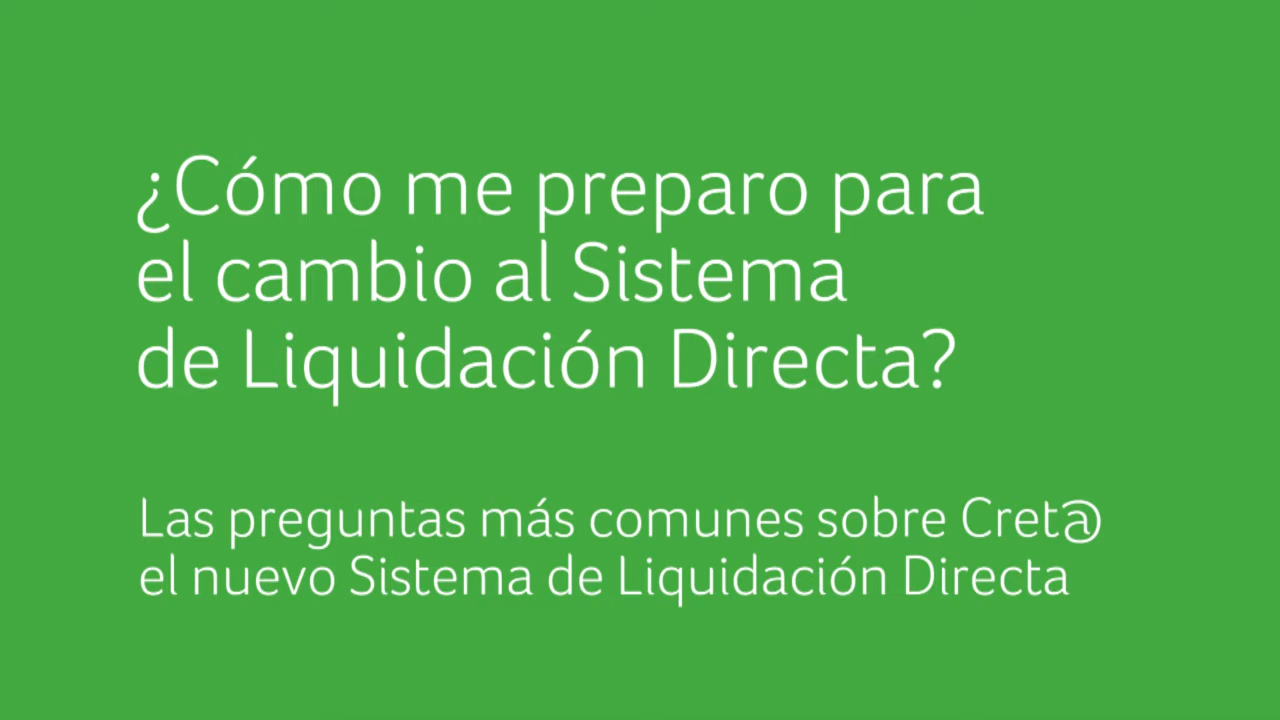 ¿Cómo me preparo para
el cambio al Sistema
de Liquidación Directa?
Las preguntas más comunes sobre Cret@
el nuevo Sistema de Liquidación Directa